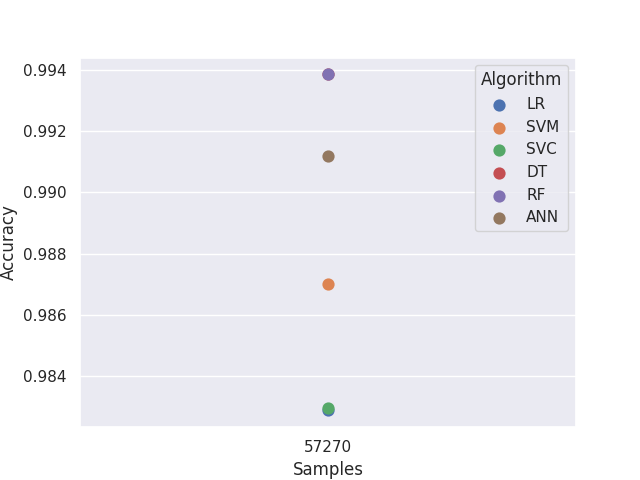 0.994
0.992
0.990
0.988
0.986
0.984
Accuracy
57270
Samples
Algorithm
LR
SVM
SVC
DT
RF
ANN